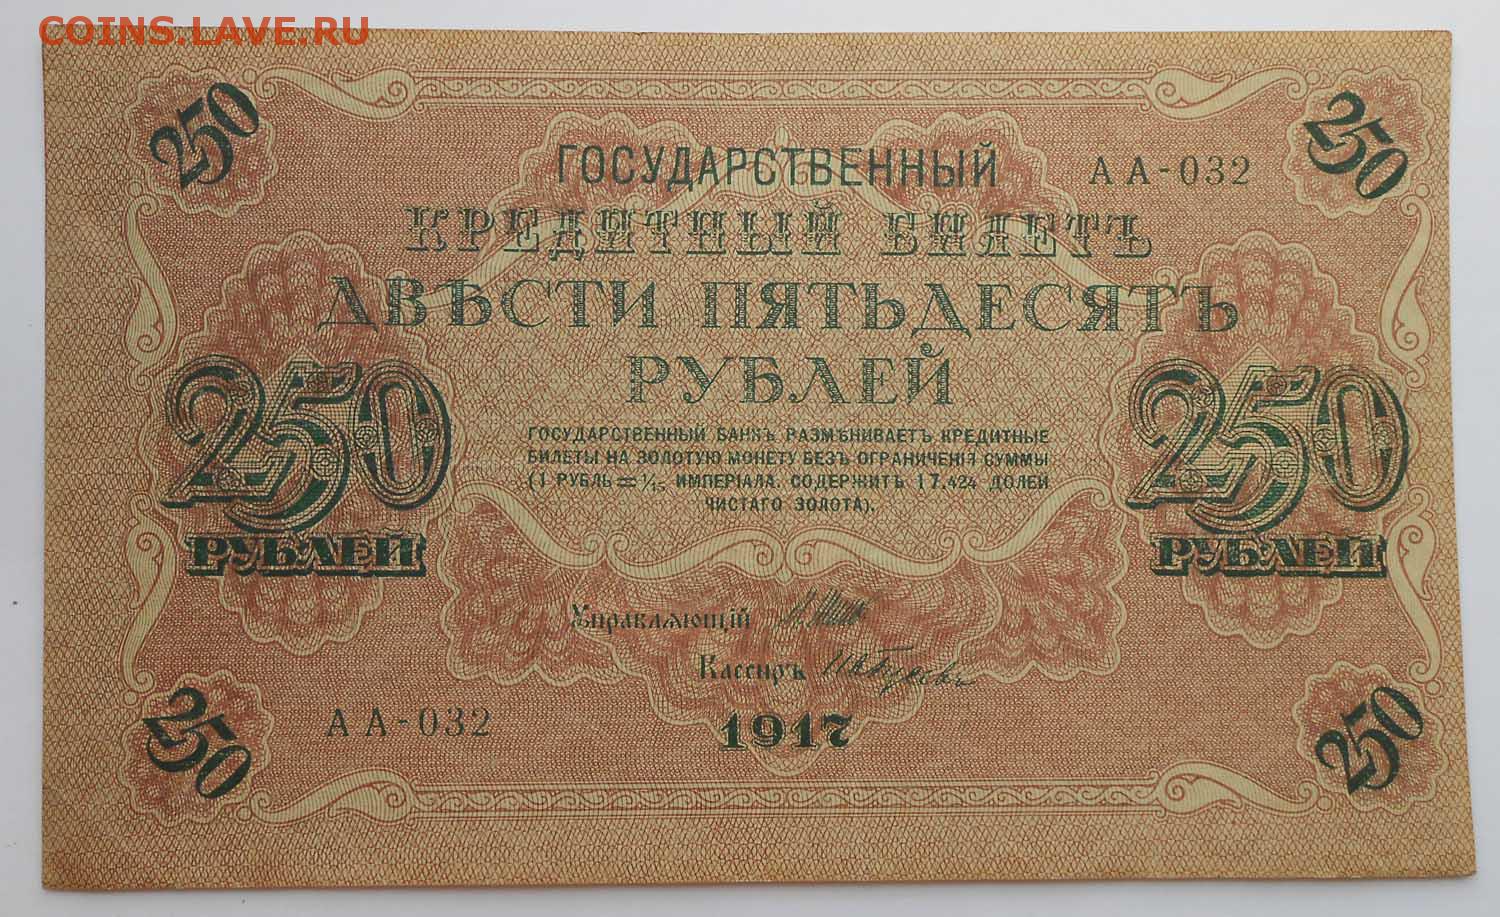 COINS.LAVE.RU
250 250
ГОСУДАРСТВЕННЫЙ АА-032
КРЕДИТНЫЙ БИЛЕТЪ
ДВѢСТИ ПЯТЬДЕСЯТЪ
РУБЛЕЙ
250 250
РУБЛЕЙ РУБЛЕЙ
ГОСУДАРСТВЕННЫЙ БАНКЪ РАЗМѢНИВАЕТЪ КРЕДИТНЫЕ
БИЛЕТЫ НА ЗОЛОТУЮ МОНЕТУ БЕЗЪ ОГРАНИЧЕНІЯ СУММЫ
(1 РУБЛЬ = 1/15 ИМПЕРІАЛА, СОДЕРЖИТЪ 17,424 ДОЛЕЙ
ЧИСТАГО ЗОЛОТА).
Управляющій
Кассиръ
АА-032 1917
250 250